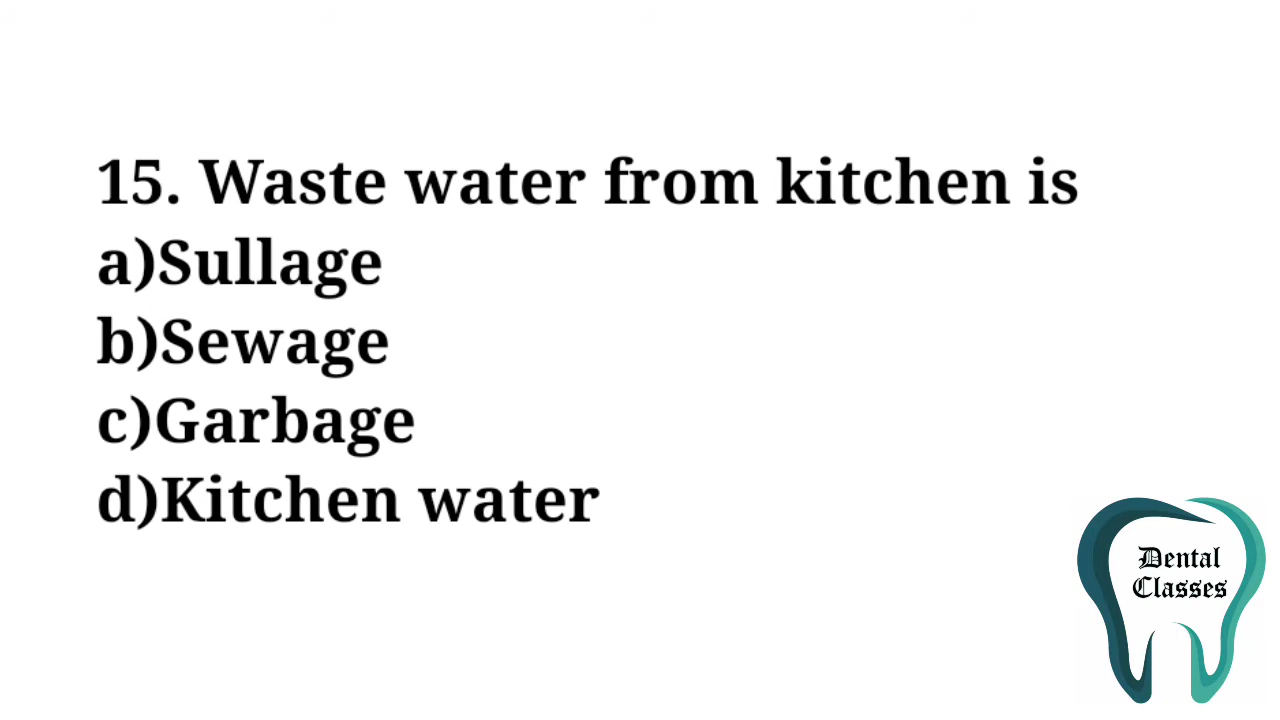 15. Waste water from kitchen is
a)Sullage
b)Sewage
c)Garbage
d)Kitchen water
Dental
Classes